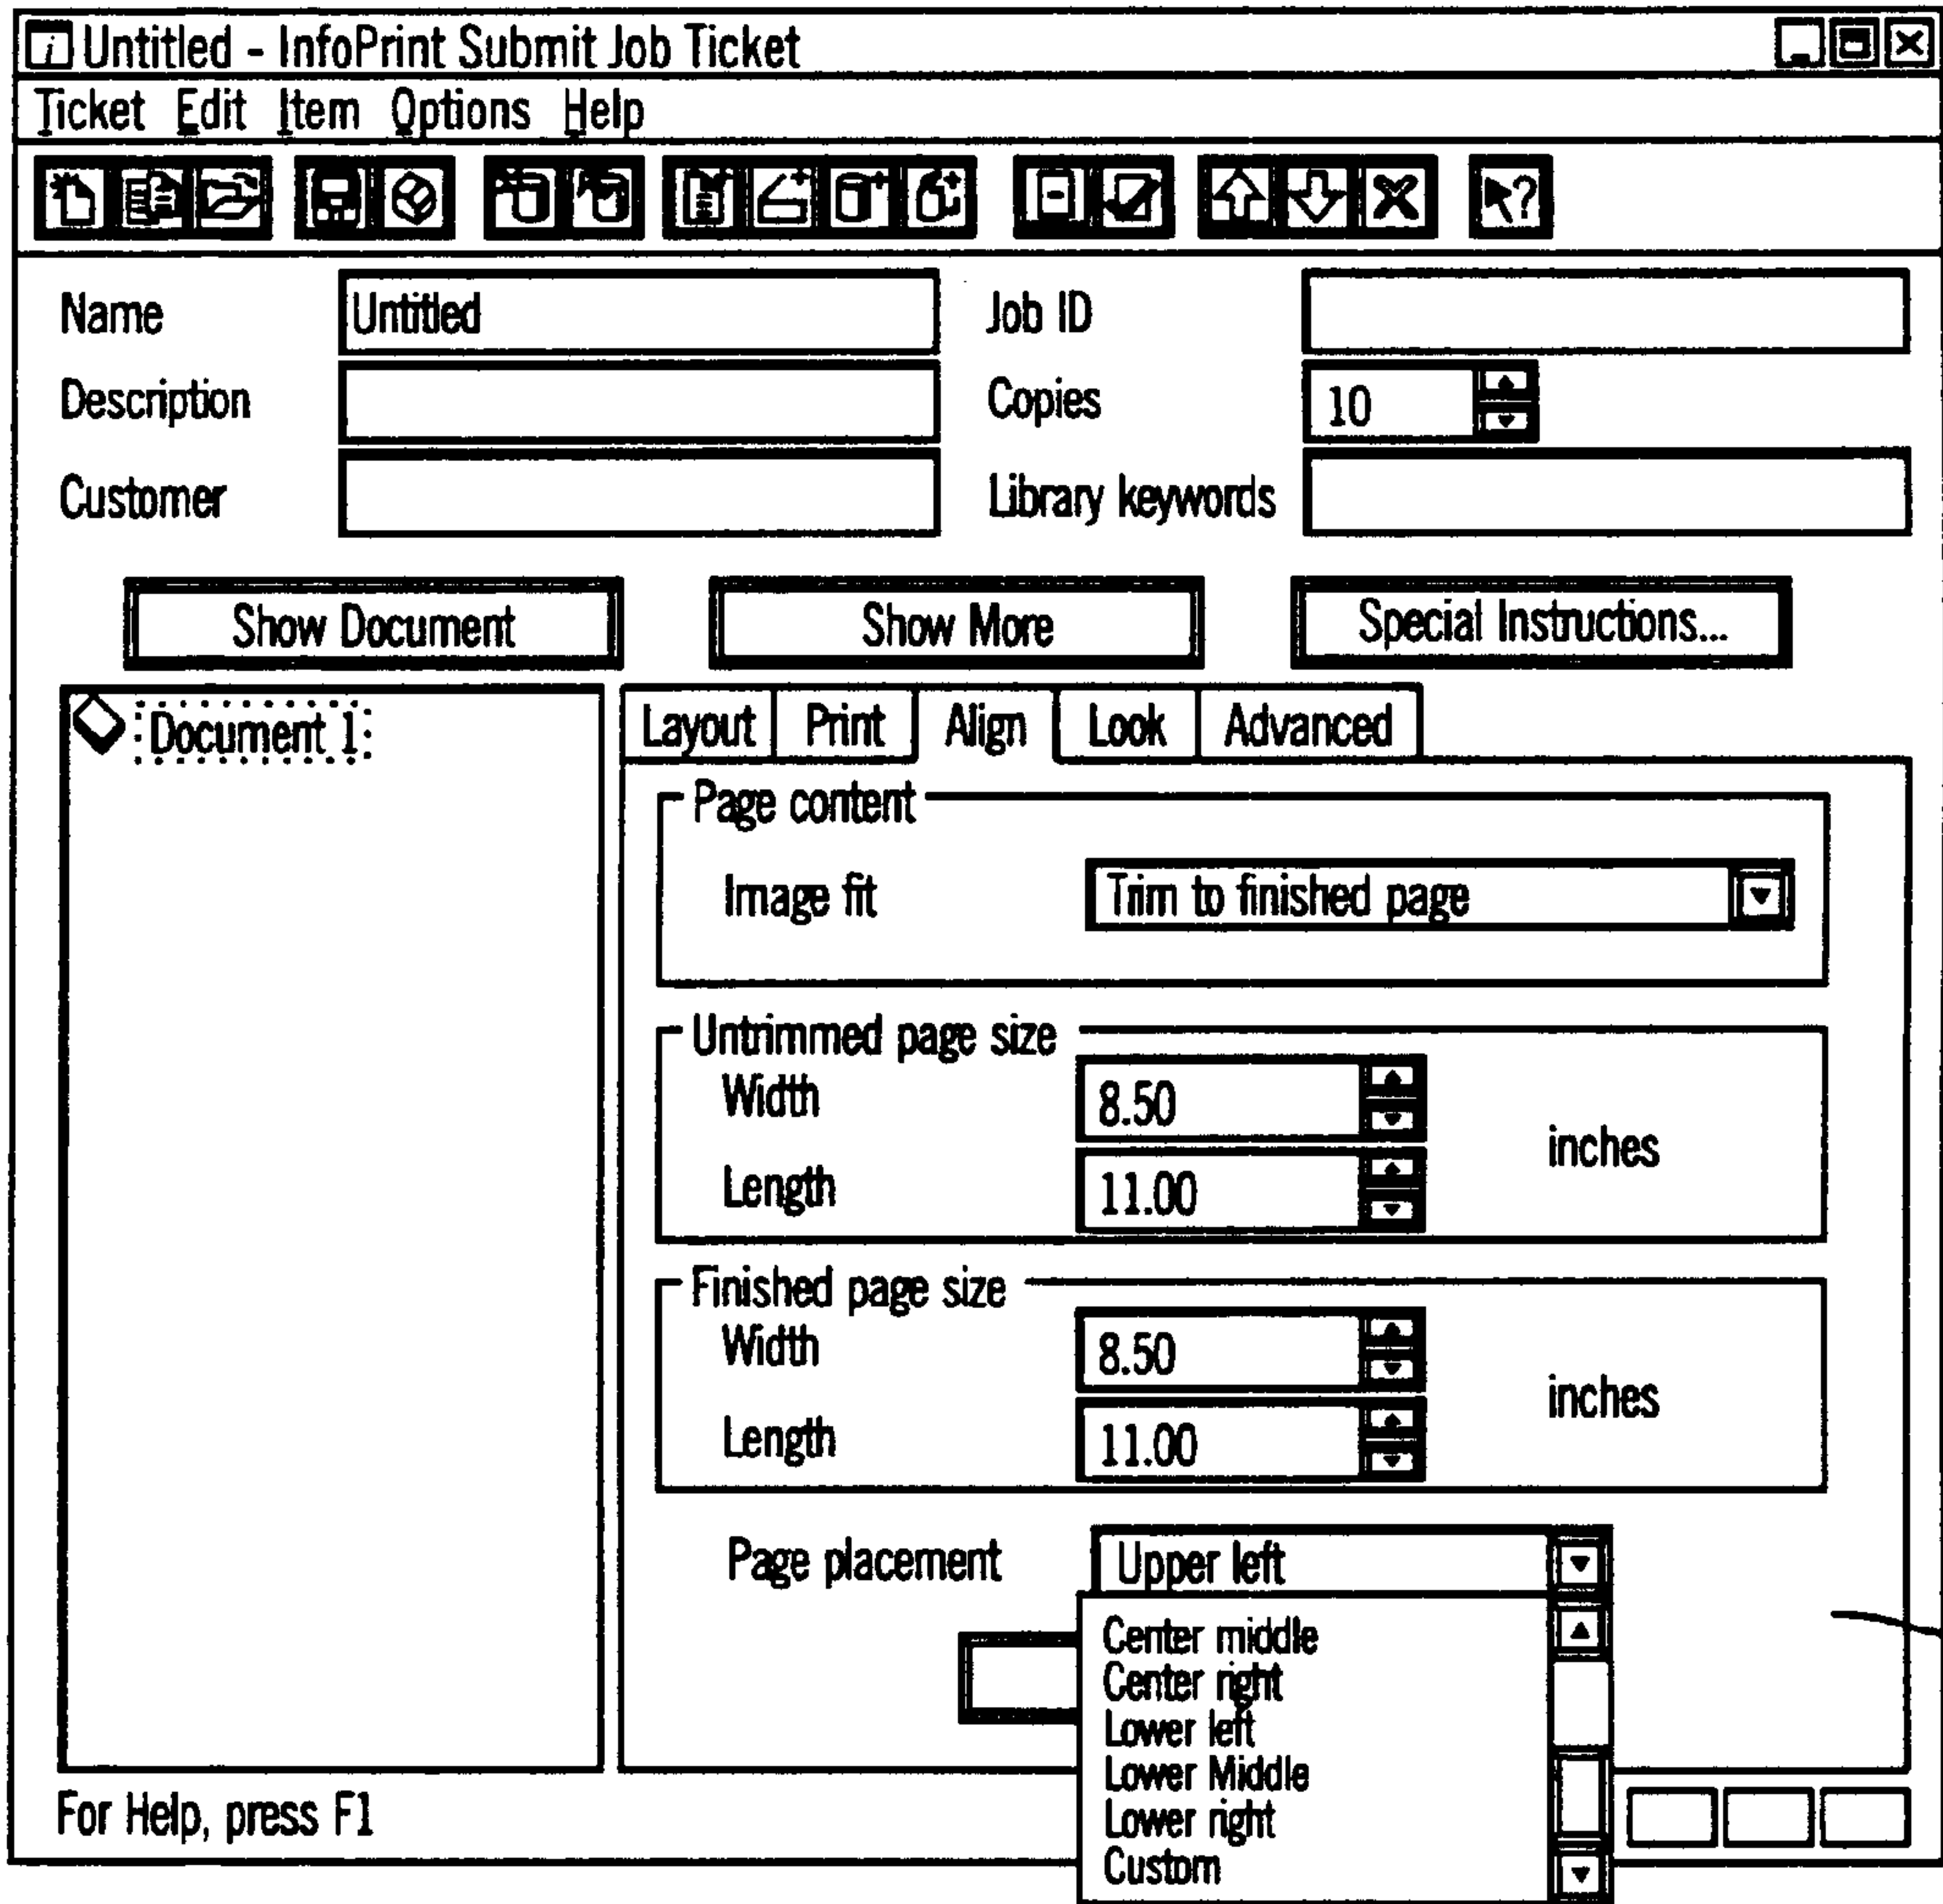 Untitled - InfoPrint Submit Job Ticket
Ticket Edit Item Options Help
Name Untitled Job ID
Description Copies 10
Customer Library keywords
Show Document Show More Special Instructions...
Document 1
Layout Print Align Look Advanced
Page content
Image fit Trim to finished page
Untrimmed page size
Width 8.50
inches
Length 11.00
Finished page size
Width 8.50
inches
Length 11.00
Page placement Upper left
Center middle
Center right
Lower left
Lower Middle
Lower right
Custom
For Help, press F1